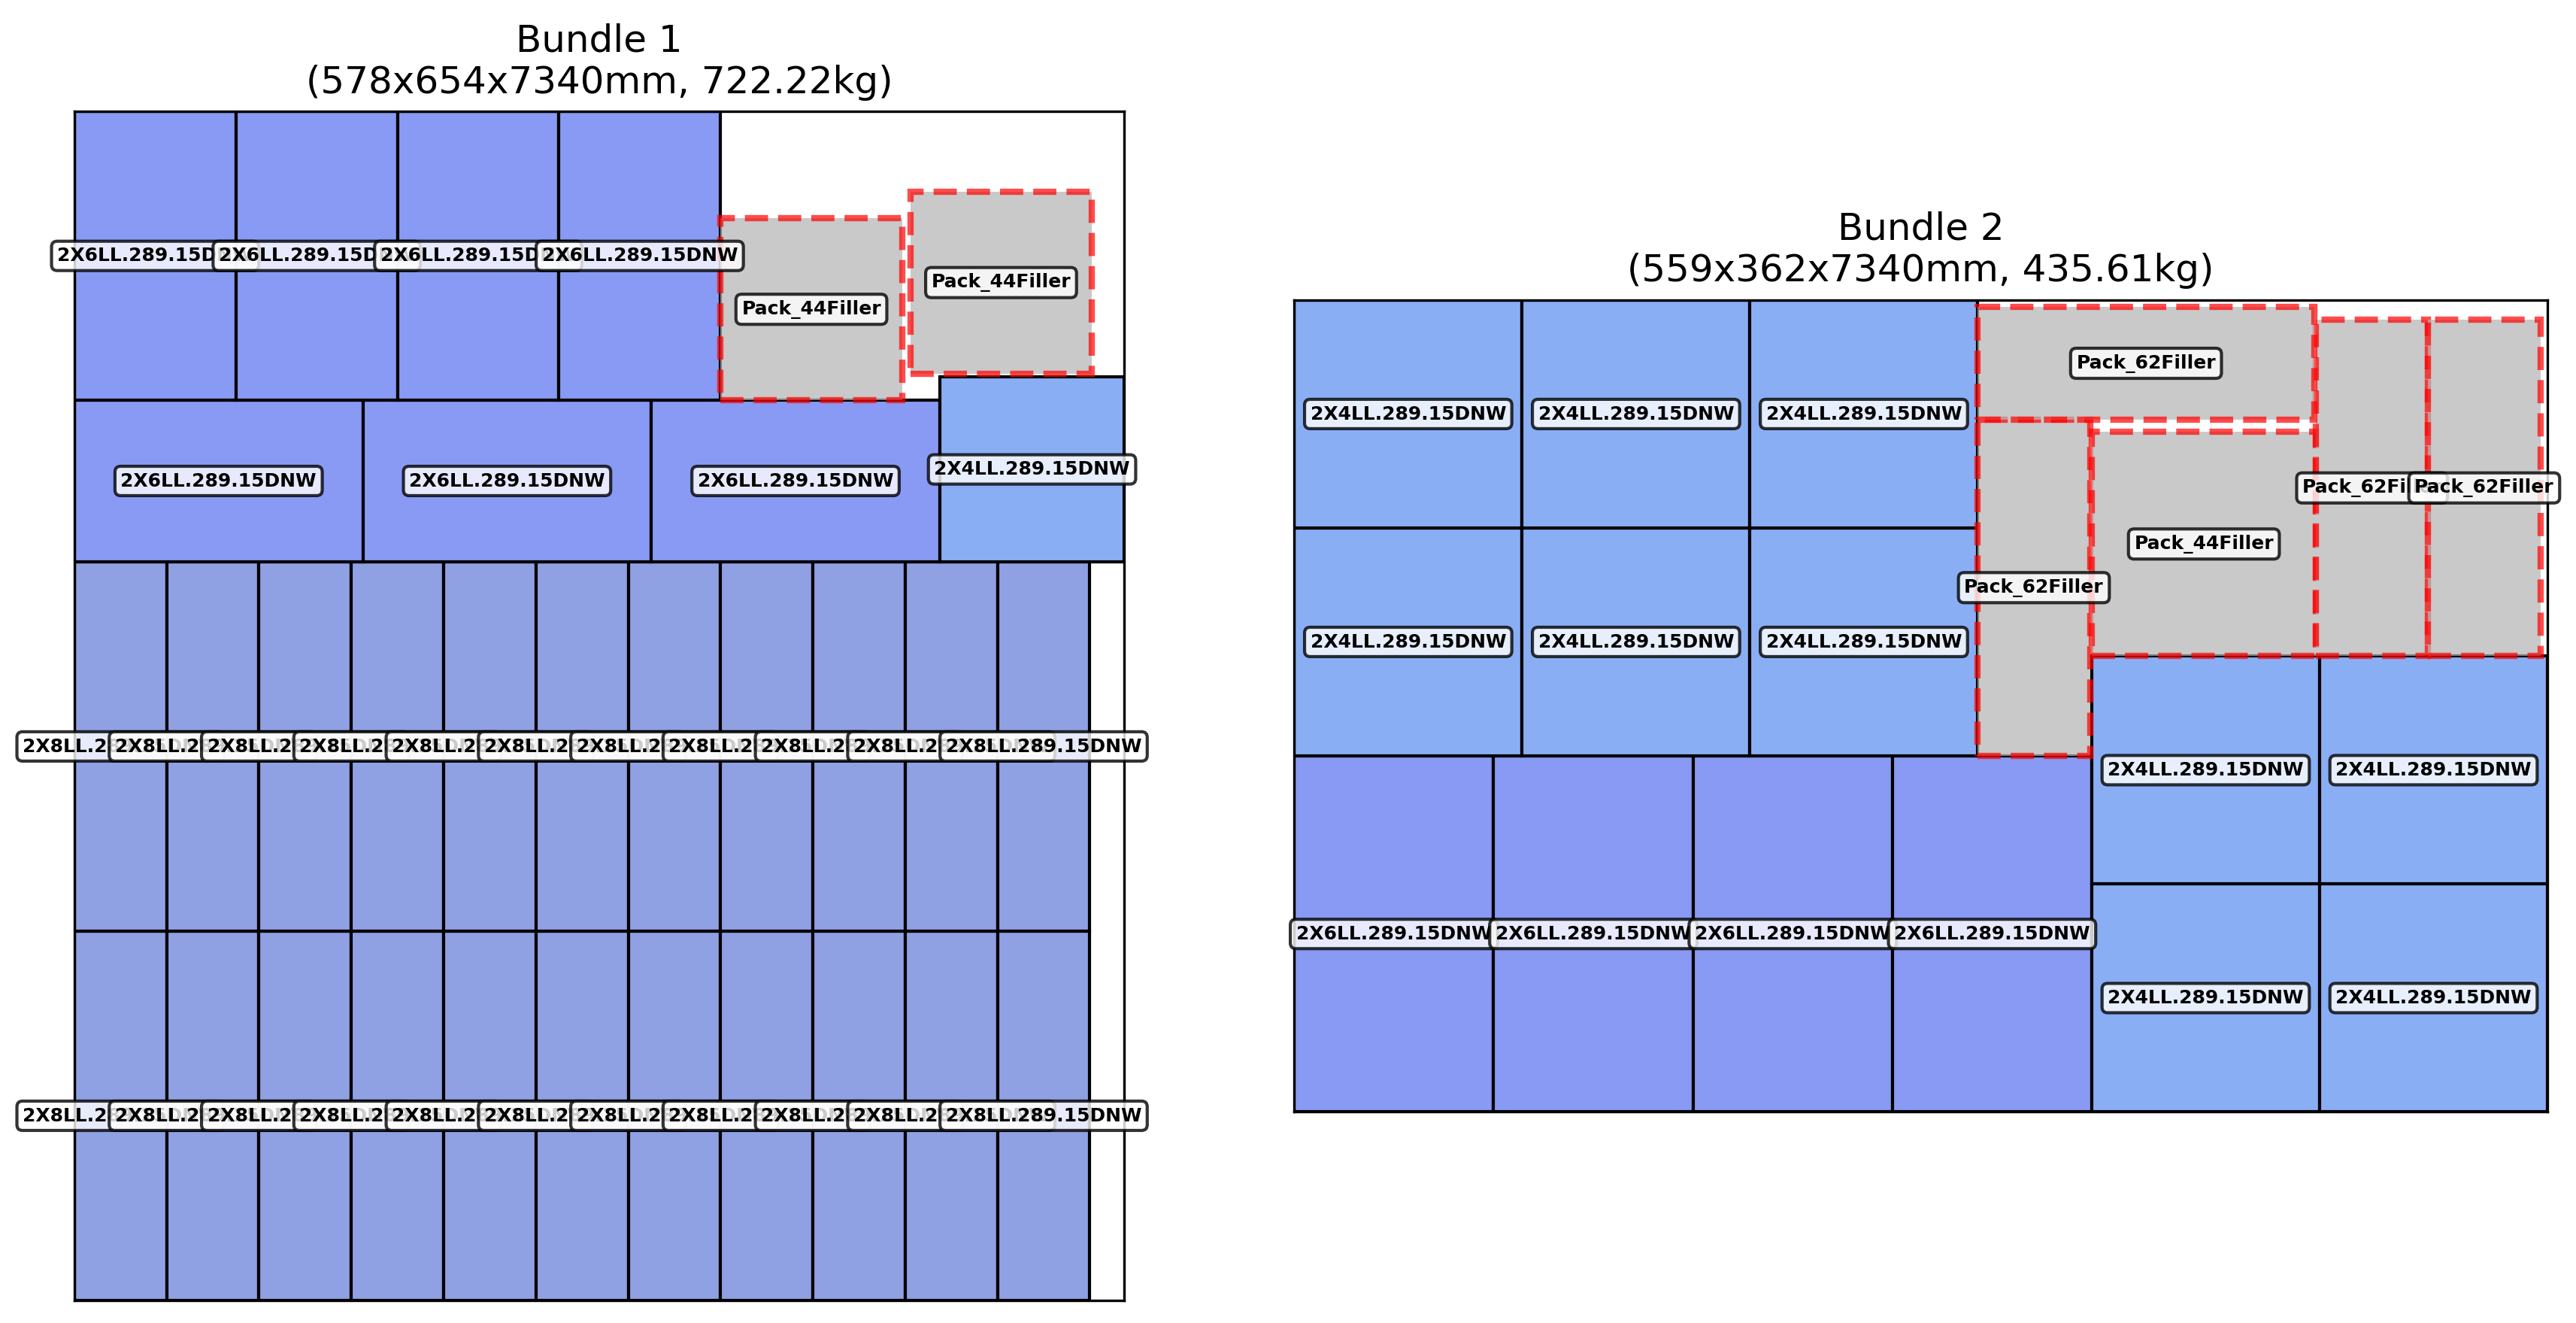 Bundle 1
(578x654x7340mm, 722.22kg)
2X6LL.289.15D 2X6LL.289.15D 2X6LL.289.15D 2X6LL.289.15DNW
Pack_44Filler
Pack_44Filler
2X6LL.289.15DNW 2X6LL.289.15DNW 2X6LL.289.15DNW 2X4LL.289.15DNW
2X8LL.2 2X8LL.2 2X8LL.2 2X8LL.2 2X8LL.2 2X8LL.2 2X8LL.2 2X8LL.2 2X8LL.2 2X8LL.2 2X8LL.289.15DNW
2X8LL.2 2X8LL.2 2X8LL.2 2X8LL.2 2X8LL.2 2X8LL.2 2X8LL.2 2X8LL.2 2X8LL.2 2X8LL.2 2X8LL.289.15DNW
Bundle 2
(559x362x7340mm, 435.61kg)
Pack_62Filler
2X4LL.289.15DNW 2X4LL.289.15DNW 2X4LL.289.15DNW
Pack_62Fil Pack_62Filler
Pack_44Filler
Pack_62Filler
2X4LL.289.15DNW 2X4LL.289.15DNW 2X4LL.289.15DNW
2X4LL.289.15DNW 2X4LL.289.15DNW
2X6LL.289.15DNW 2X6LL.289.15DNW 2X6LL.289.15DNW 2X6LL.289.15DNW
2X4LL.289.15DNW 2X4LL.289.15DNW